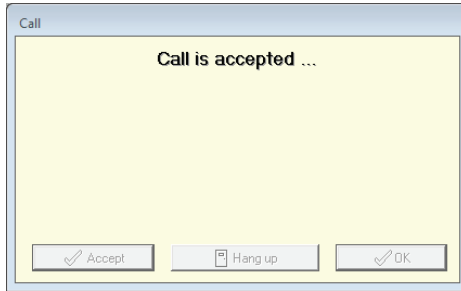 Call
Call is accepted ...
Accept
Hang up
OK